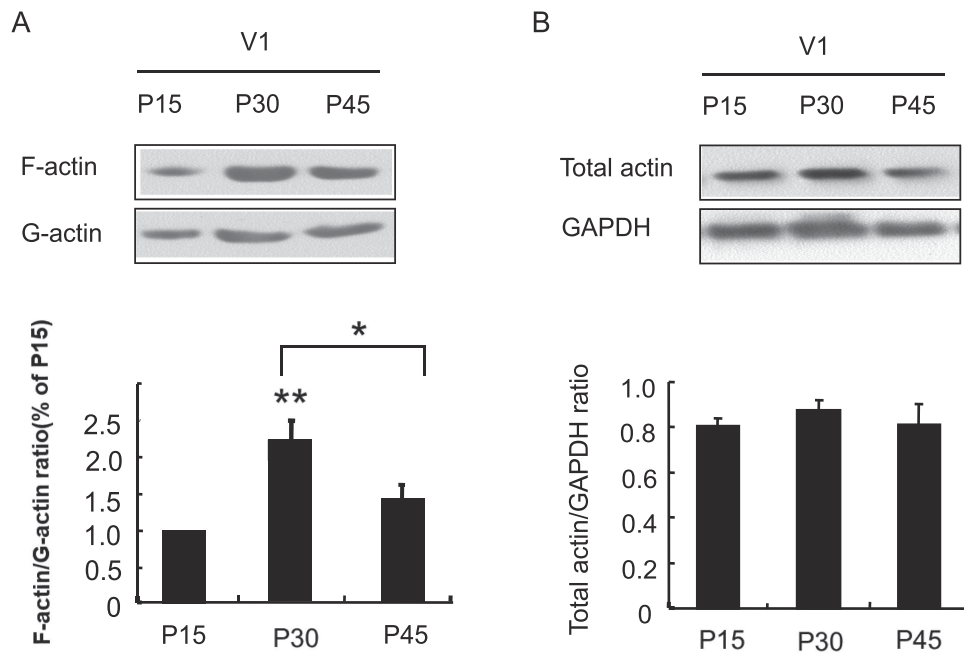 A
V1
P15 P30 P45
F-actin
G-actin
*
**
F-actin/G-actin ratio(% of P15)
2.5
2.0
1.5
1.0
0.5
0
P15 P30 P45
B
V1
P15 P30 P45
Total actin
GAPDH
Total actin/GAPDH ratio
1.0
0.8
0.6
0.4
0.2
0
P15 P30 P45